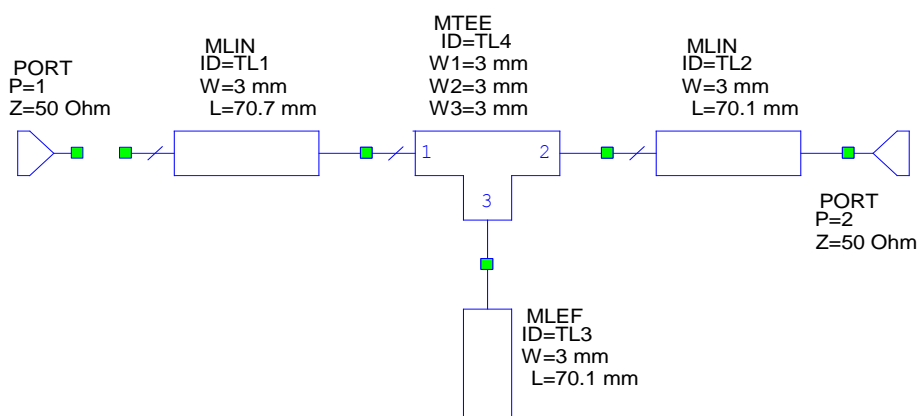 PORT
P=1
Z=50 Ohm
MLIN
ID=TL1
W=3 mm
L=70.7 mm
MTEE
ID=TL4
W1=3 mm
W2=3 mm
W3=3 mm
1
2
3
MLIN
ID=TL2
W=3 mm
L=70.1 mm
PORT
P=2
Z=50 Ohm
MLEF
ID=TL3
W=3 mm
L=70.1 mm